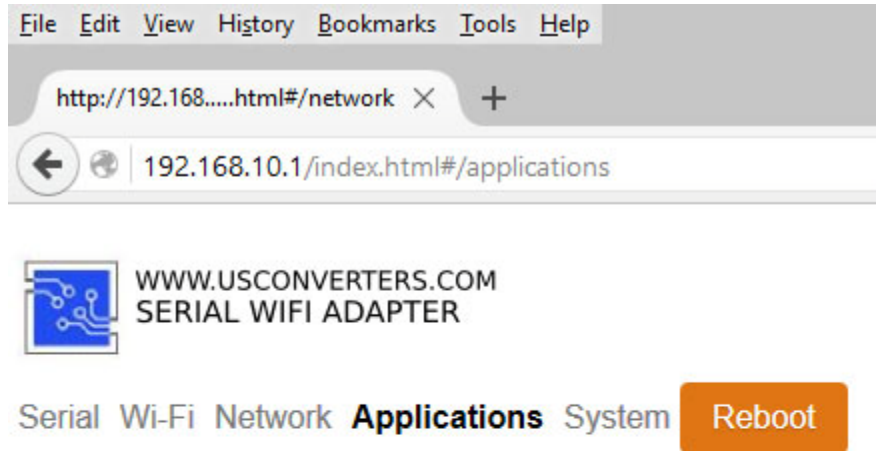 File Edit View History Bookmarks Tools Help
http://192.168.....html#/network
192.168.10.1/index.html#/applications
WWW.USCONVERTERS.COM
SERIAL WIFI ADAPTER
Serial Wi-Fi Network Applications System Reboot